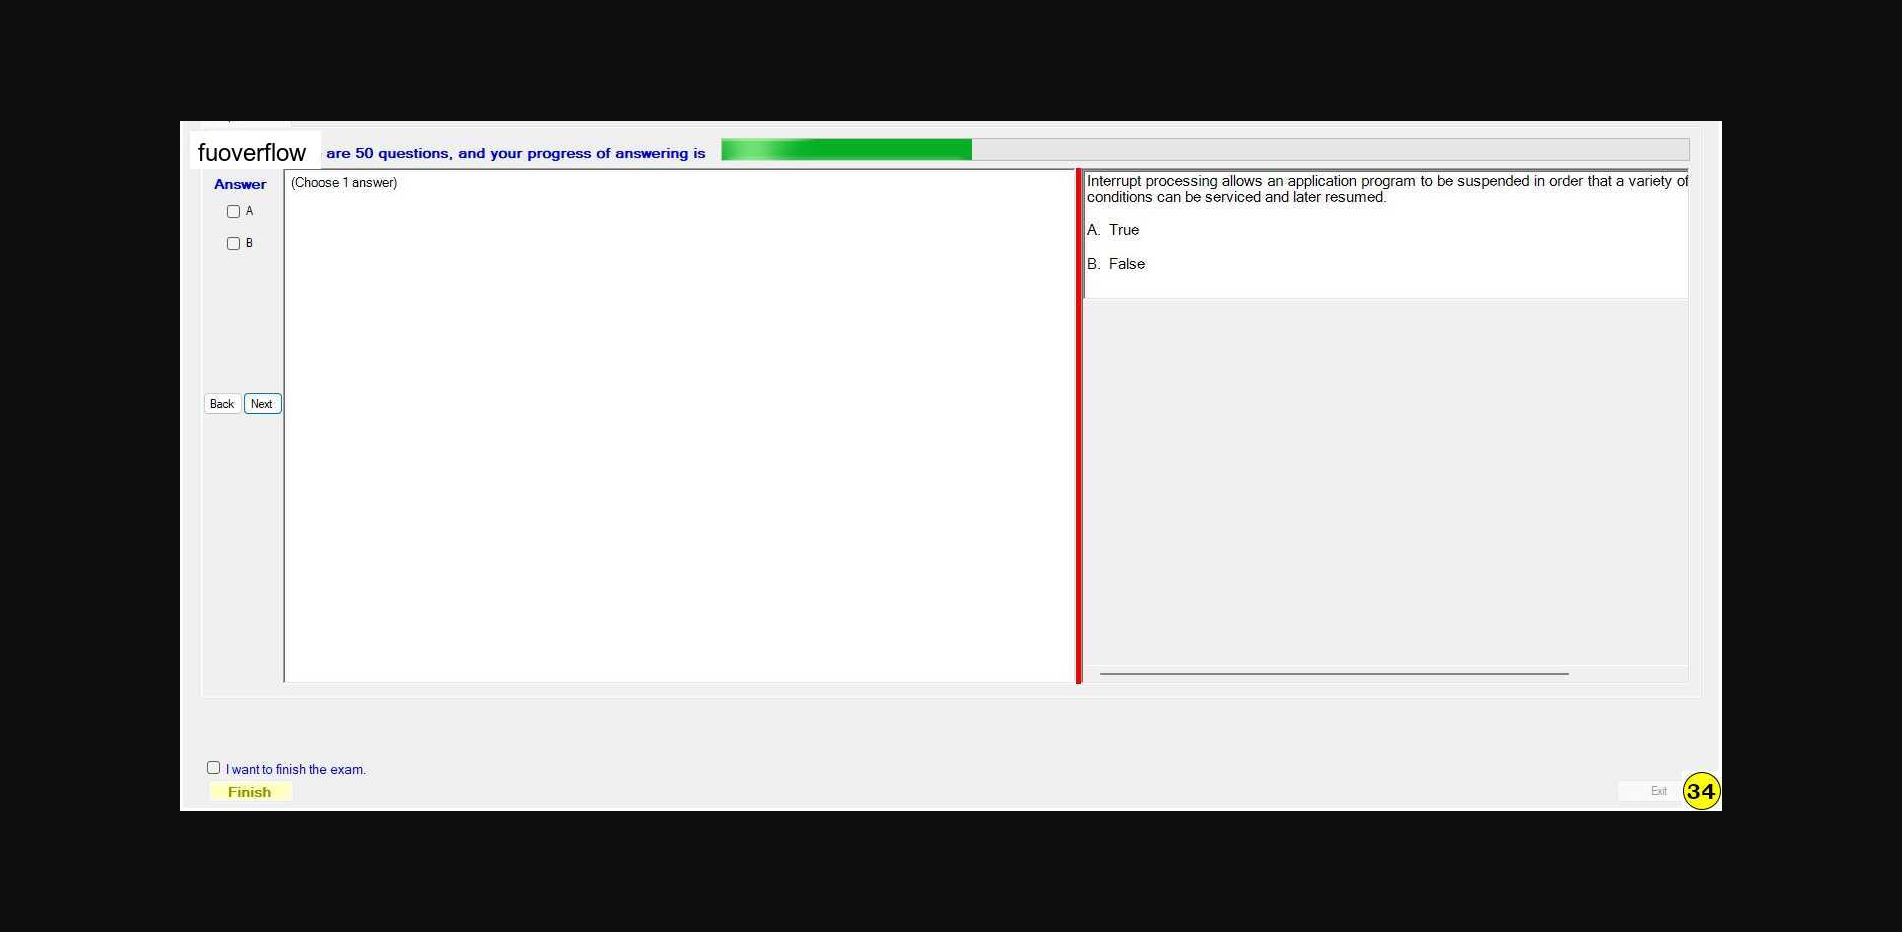 fuoverflow are 50 questions, and your progress of answering is
Answer
(Choose 1 answer)
A
B
Back Next
Interrupt processing allows an application program to be suspended in order that a variety of
conditions can be serviced and later resumed.
A. True
B. False
I want to finish the exam.
Finish
Exit
34